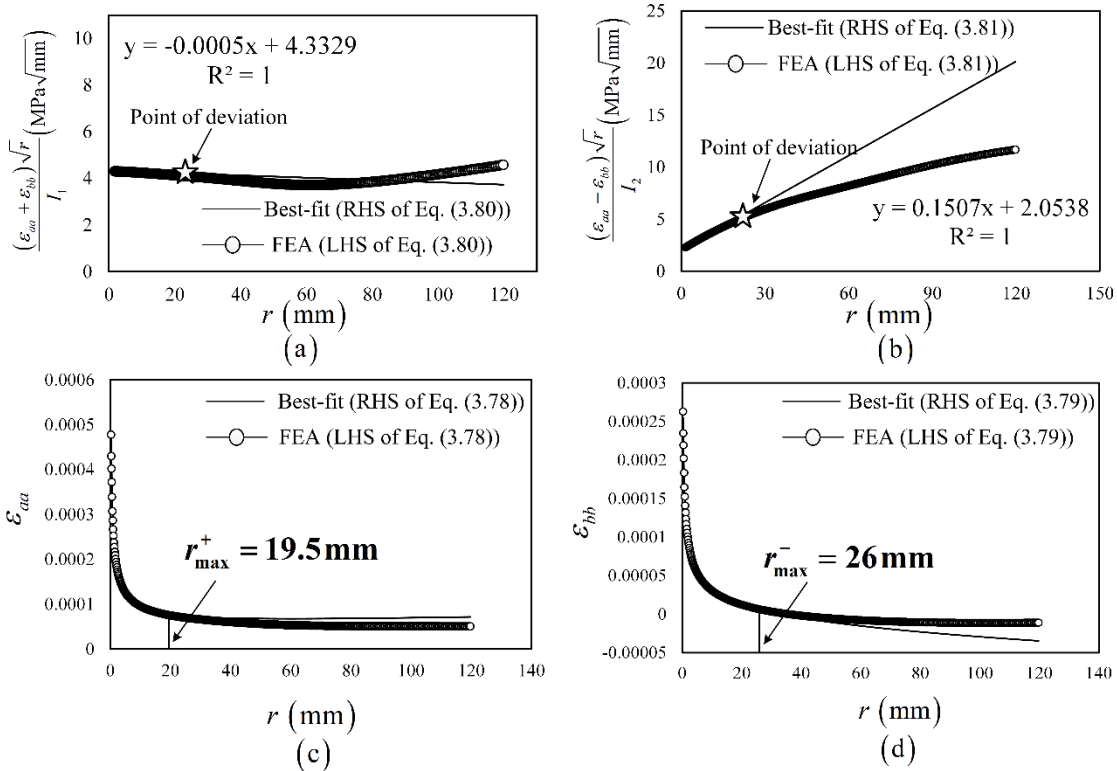 y = -0.0005x + 4.3329
R² = 1
Point of deviation
Best-fit (RHS of Eq. (3.80))
FEA (LHS of Eq. (3.80))
(ε_aa + ε_bb)√r / I_1 (MPa√mm)
10
8
6
4
2
0
0 20 40 60 80 100 120
r (mm)
(a)
Best-fit (RHS of Eq. (3.81))
FEA (LHS of Eq. (3.81))
Point of deviation
y = 0.1507x + 2.0538
R² = 1
(ε_aa − ε_bb)√r / I_2 (MPa√mm)
25
20
15
10
5
0
0 30 60 90 120 150
r (mm)
(b)
Best-fit (RHS of Eq. (3.78))
FEA (LHS of Eq. (3.78))
r⁺max = 19.5 mm
ε_aa
0.0006
0.0005
0.0004
0.0003
0.0002
0.0001
0
0 20 40 60 80 100 120 140
r (mm)
(c)
Best-fit (RHS of Eq. (3.79))
FEA (LHS of Eq. (3.79))
r⁻max = 26 mm
ε_bb
0.0003
0.00025
0.0002
0.00015
0.0001
0.00005
0
-0.00005
0 20 40 60 80 100 120 140
r (mm)
(d)